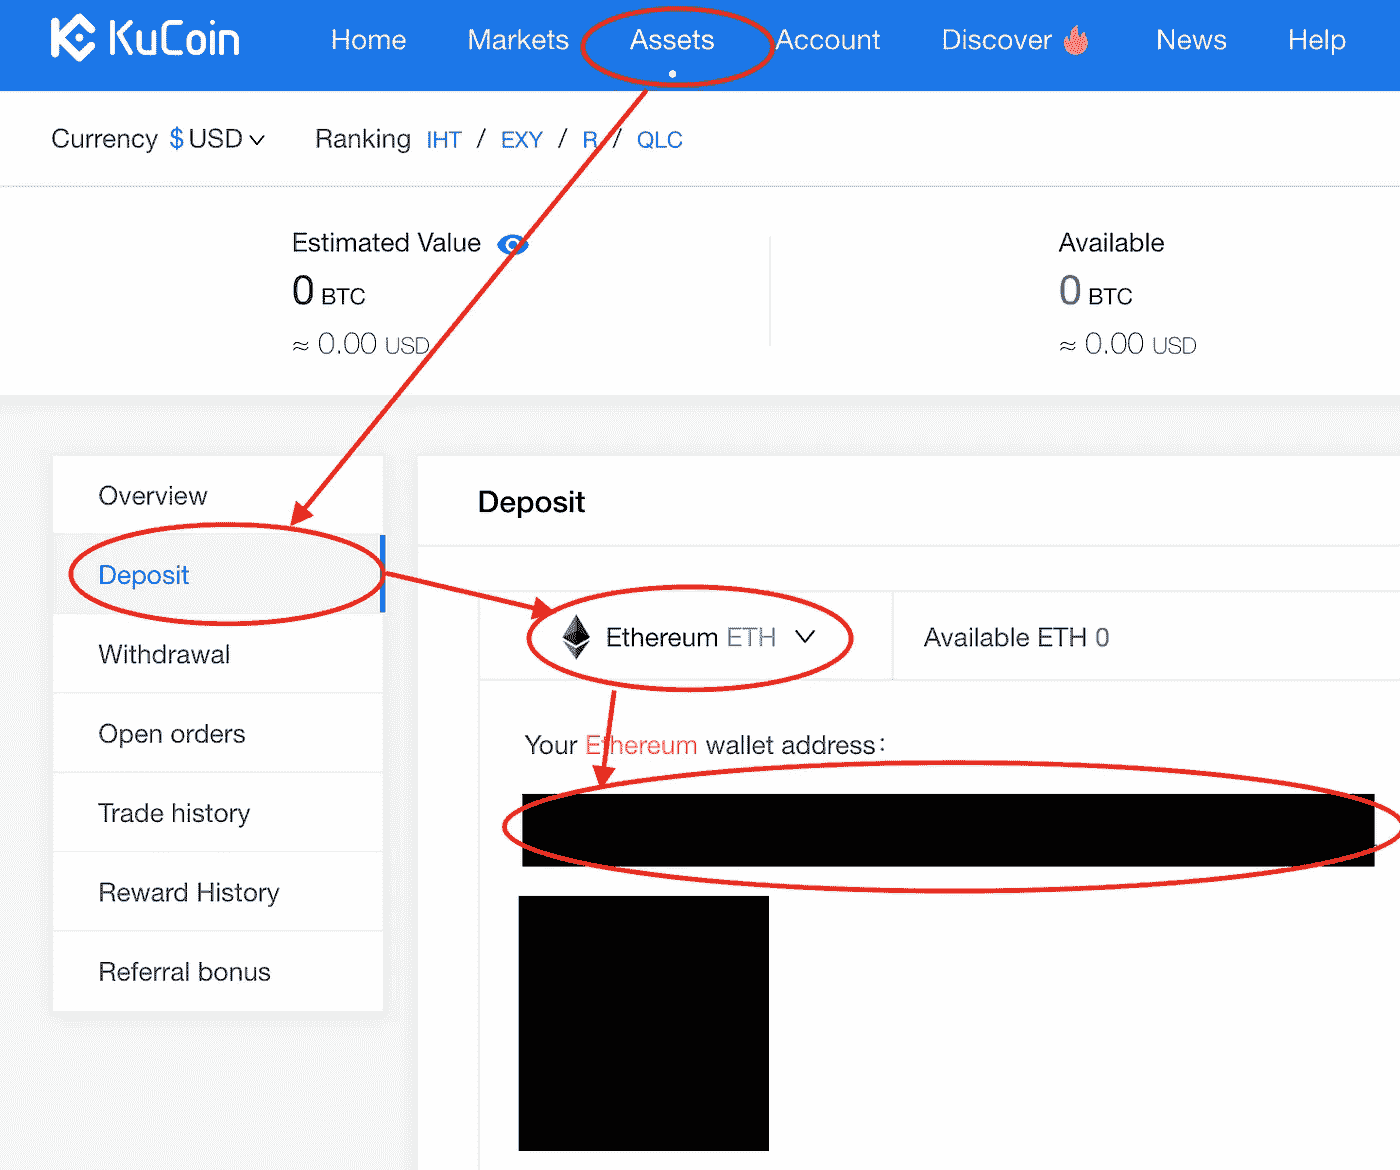 KuCoin Home Markets Assets Account Discover News Help
Currency $ USD Ranking IHT / EXY / R / QLC
Estimated Value Available
0 BTC 0 BTC
≈ 0.00 USD ≈ 0.00 USD
Overview
Deposit
Withdrawal
Open orders
Trade history
Reward History
Referral bonus
Deposit
Ethereum ETH Available ETH 0
Your Ethereum wallet address: